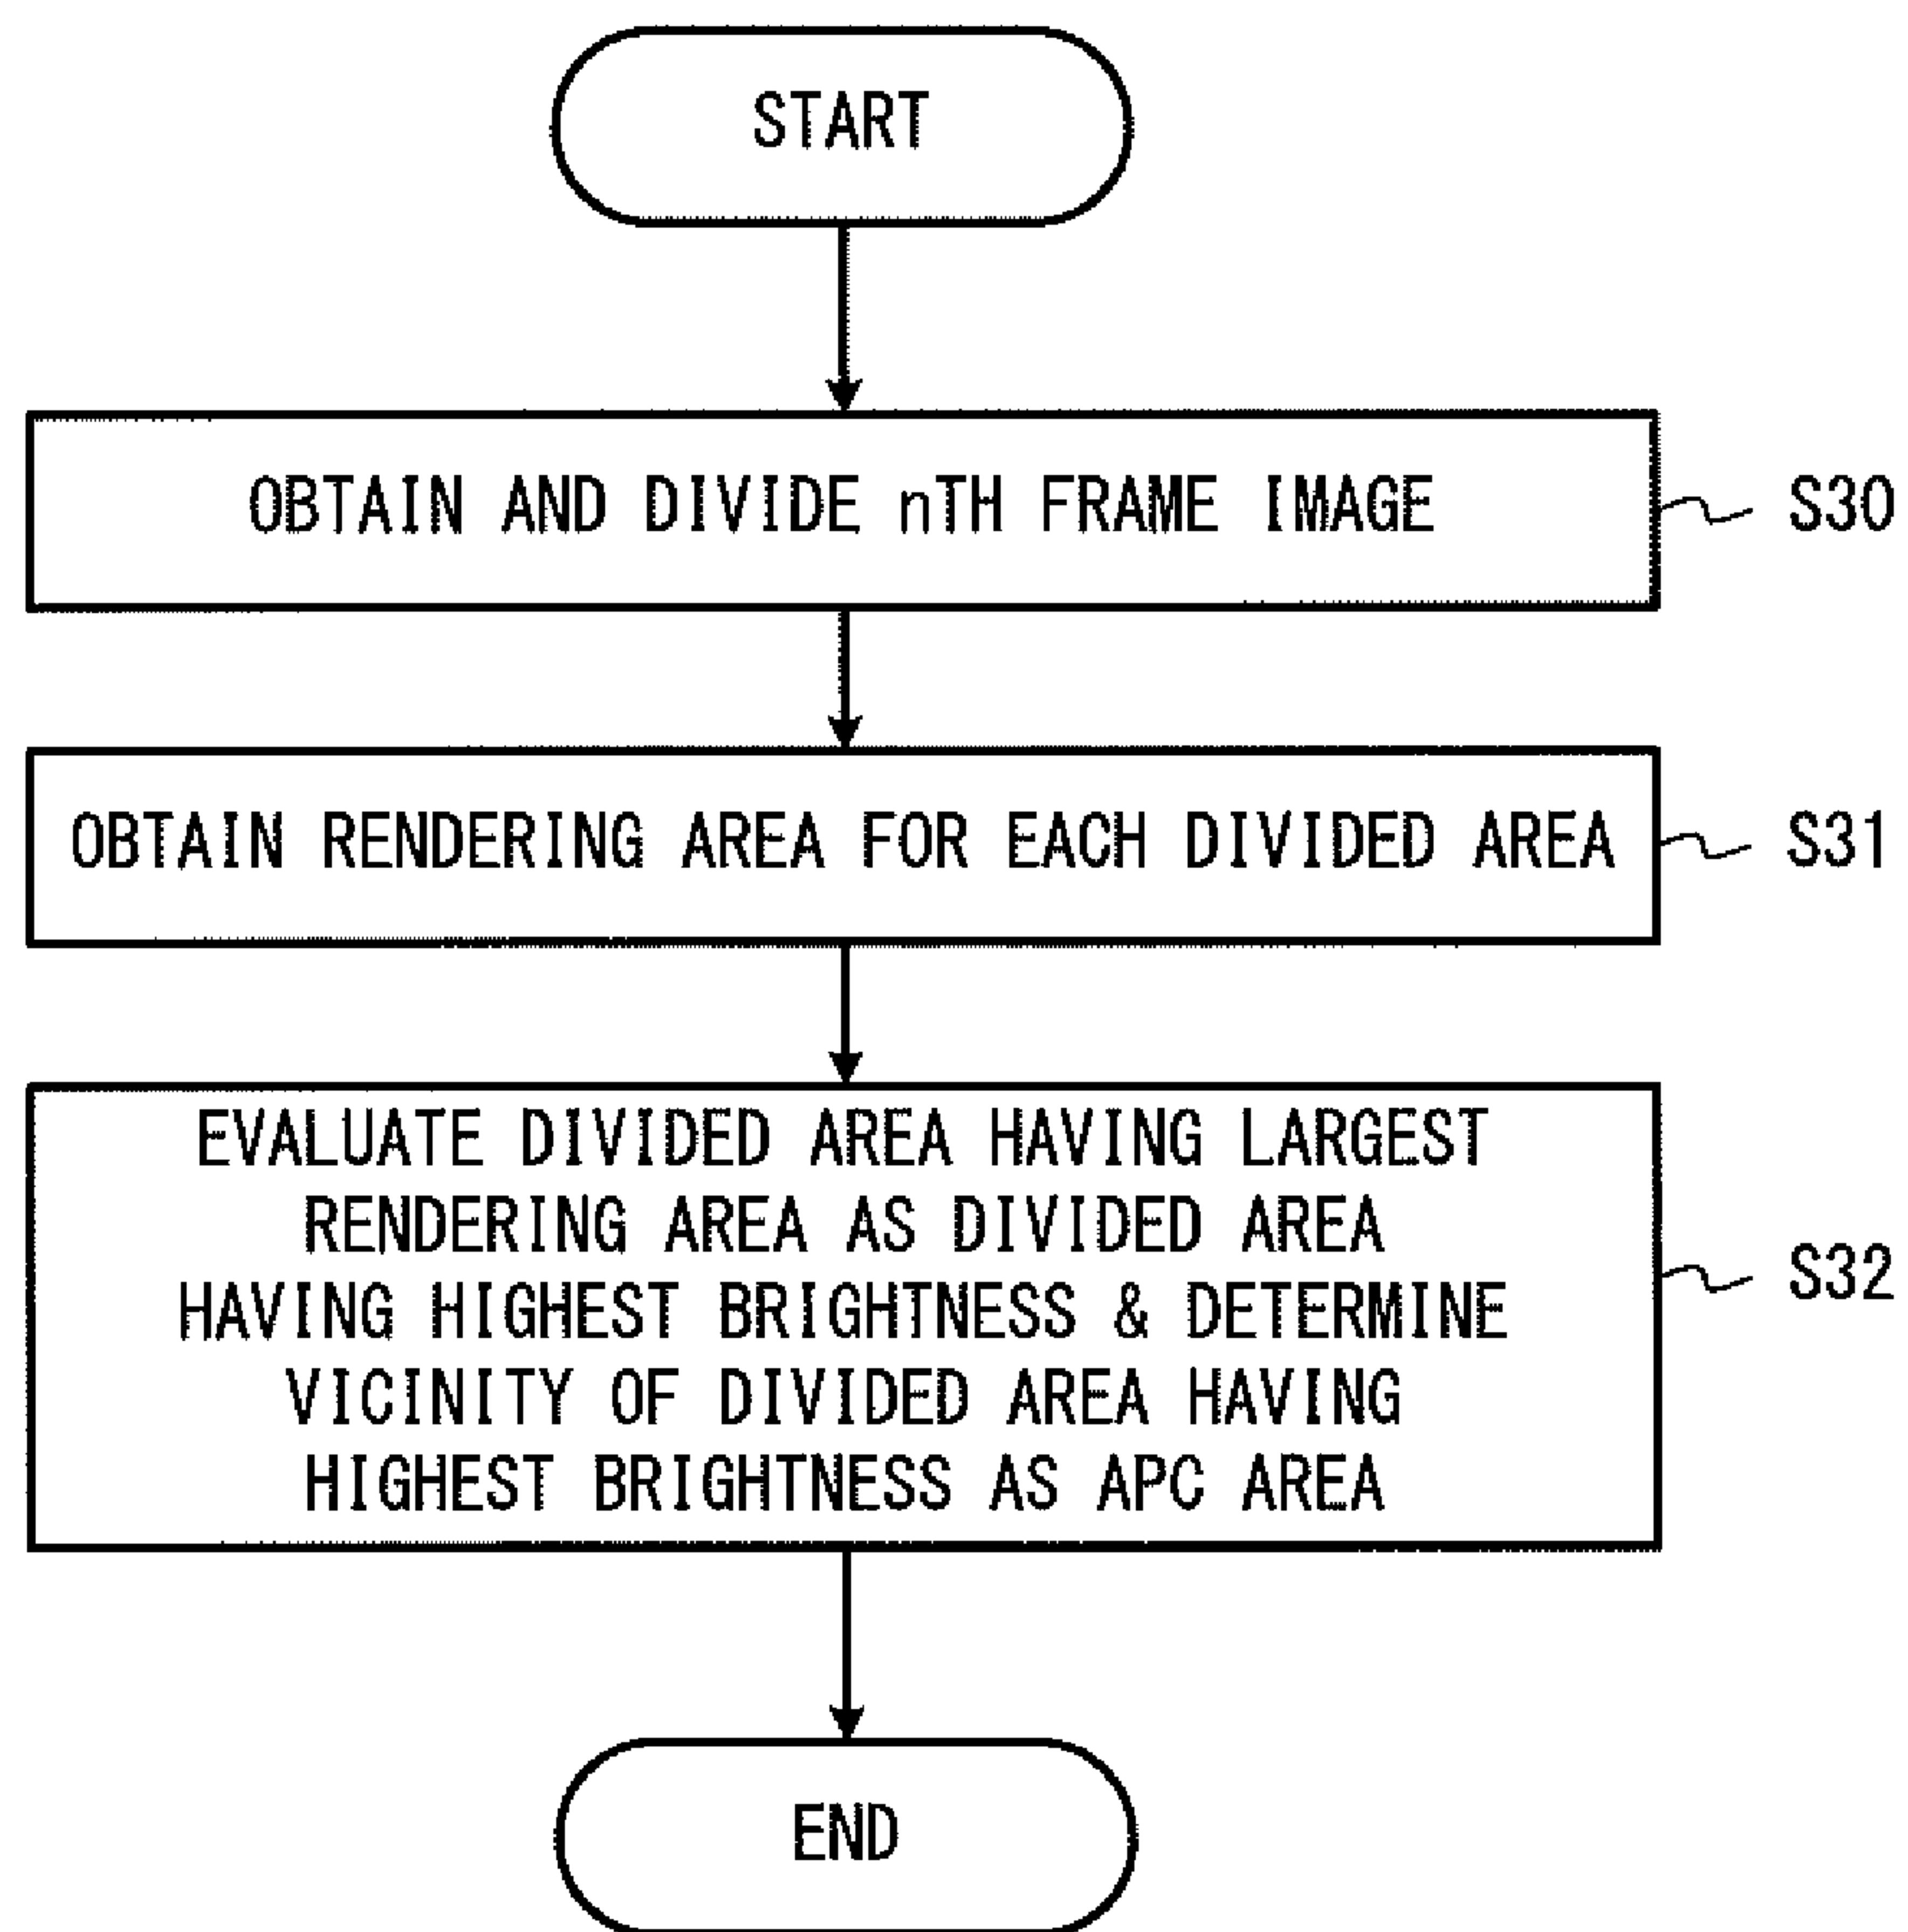 START
OBTAIN AND DIVIDE nTH FRAME IMAGE
S30
OBTAIN RENDERING AREA FOR EACH DIVIDED AREA
S31
EVALUATE DIVIDED AREA HAVING LARGEST
RENDERING AREA AS DIVIDED AREA
HAVING HIGHEST BRIGHTNESS & DETERMINE
VICINITY OF DIVIDED AREA HAVING
HIGHEST BRIGHTNESS AS APC AREA
S32
END